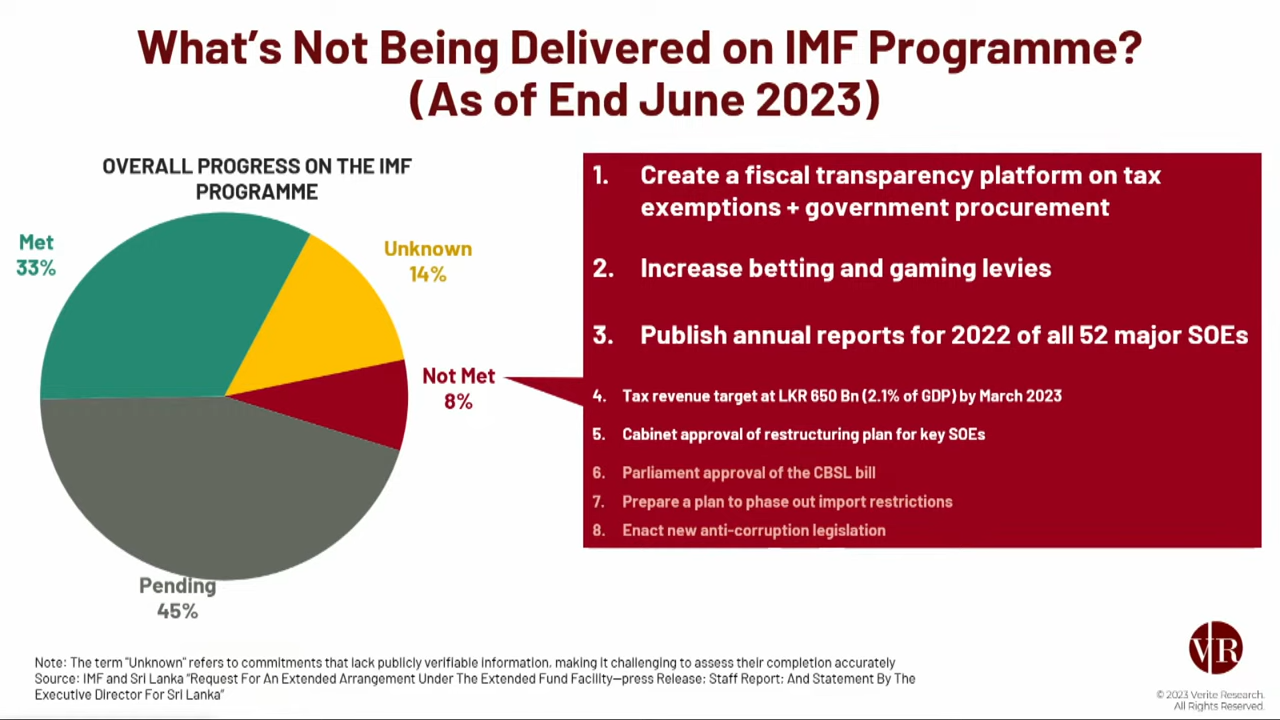 What's Not Being Delivered on IMF Programme?
(As of End June 2023)
OVERALL PROGRESS ON THE IMF
PROGRAMME
Met
33%
Unknown
14%
Not Met
8%
Pending
45%
1. Create a fiscal transparency platform on tax
exemptions + government procurement
2. Increase betting and gaming levies
3. Publish annual reports for 2022 of all 52 major SOEs
4. Tax revenue target at LKR 650 Bn (2.1% of GDP) by March 2023
5. Cabinet approval of restructuring plan for key SOEs
6. Parliament approval of the CBSL bill
7. Prepare a plan to phase out import restrictions
8. Enact new anti-corruption legislation
Note: The term "Unknown" refers to commitments that lack publicly verifiable information, making it challenging to assess their completion accurately
Source: IMF and Sri Lanka "Request For An Extended Arrangement Under The Extended Fund Facility—press Release; Staff Report; And Statement By The
Executive Director For Sri Lanka"
VR
© 2023 Verite Research.
All Rights Reserved.